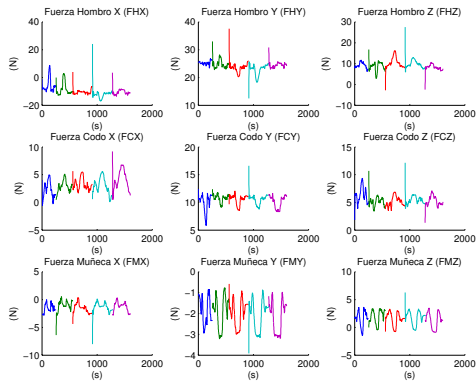 Fuerza Hombro X (FHX)
Fuerza Hombro Y (FHY)
Fuerza Hombro Z (FHZ)
40
20
0
−20
(N)
0
1000
2000
(s)
40
30
20
10
(N)
0
1000
2000
(s)
30
20
10
0
−10
(N)
0
1000
2000
(s)
Fuerza Codo X (FCX)
Fuerza Codo Y (FCY)
Fuerza Codo Z (FCZ)
10
5
0
−5
(N)
0
1000
2000
(s)
20
15
10
5
(N)
0
1000
2000
(s)
15
10
5
0
(N)
0
1000
2000
(s)
Fuerza Muñeca X (FMX)
Fuerza Muñeca Y (FMY)
Fuerza Muñeca Z (FMZ)
5
0
−5
−10
(N)
0
1000
2000
(s)
0
−1
−2
−3
−4
(N)
0
1000
2000
(s)
10
5
0
−5
(N)
0
1000
2000
(s)